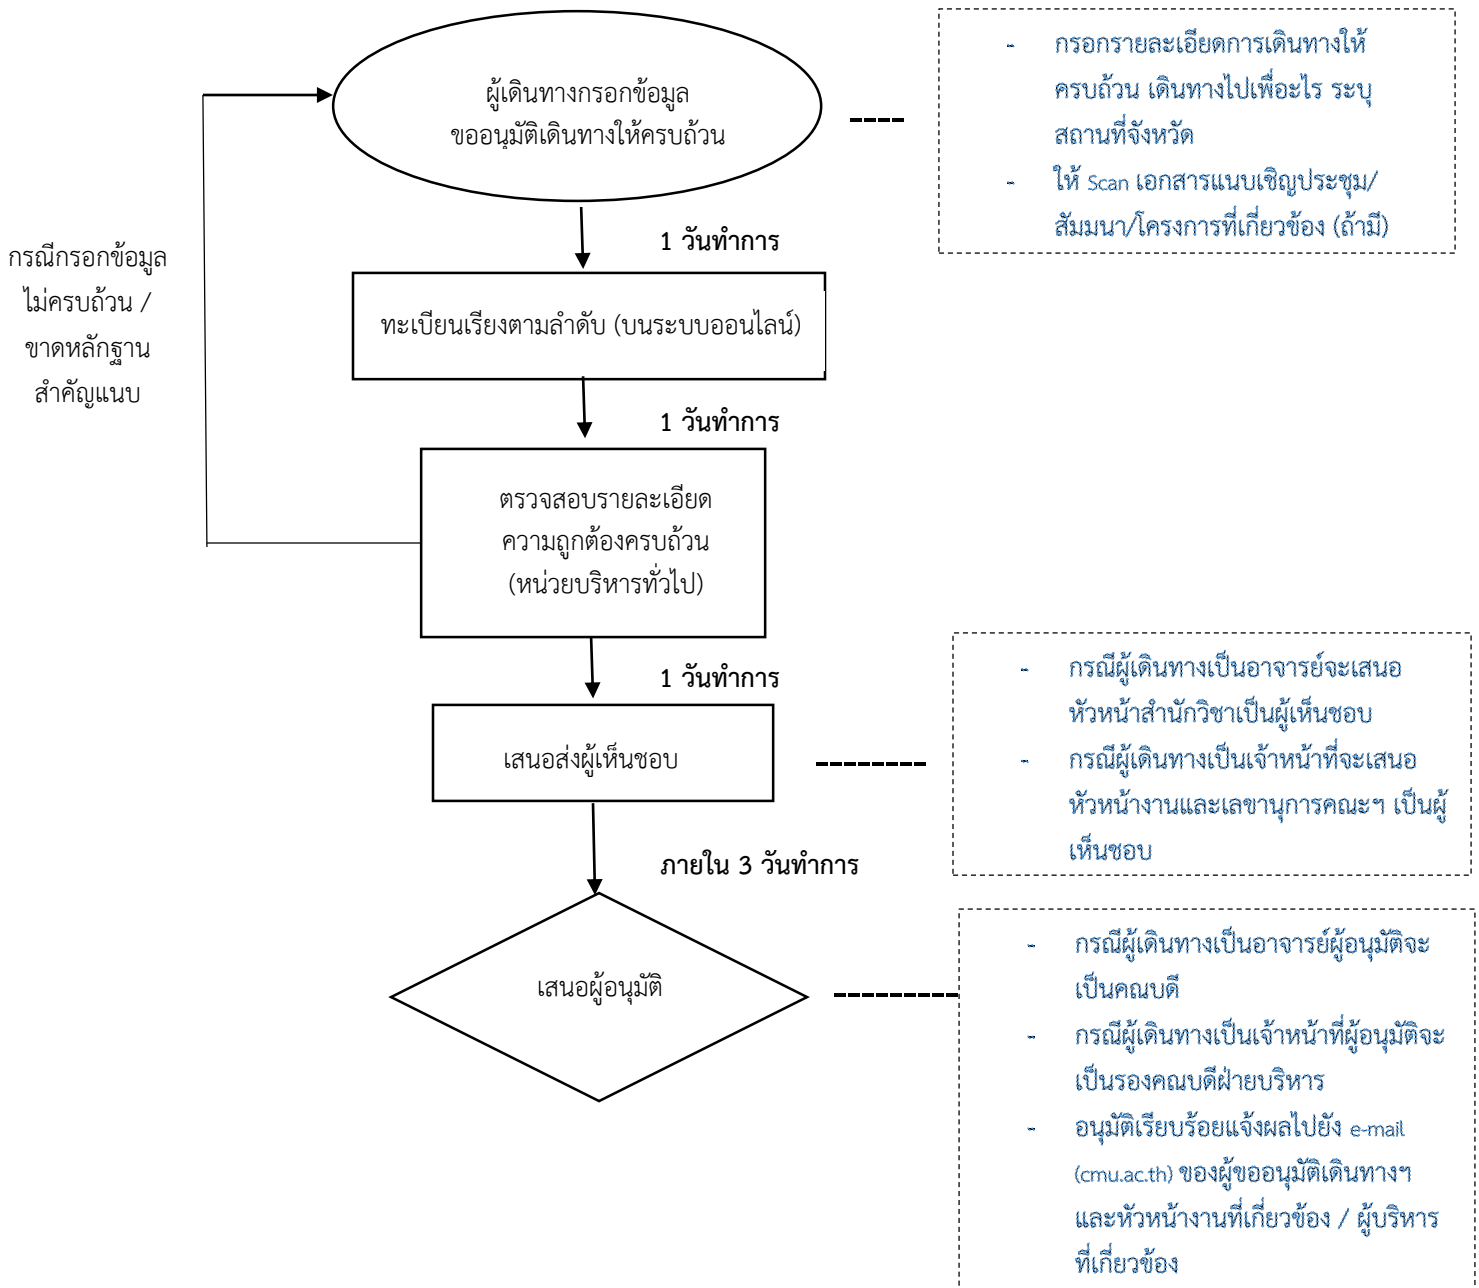 ผู้เดินทางกรอกข้อมูล
ขออนุมัติเดินทางให้ครบถ้วน
- กรอกรายละเอียดการเดินทางให้
ครบถ้วน เดินทางไปเพื่ออะไร ระบุ
สถานที่จังหวัด
- ให้ Scan เอกสารแนบเชิญประชุม/
สัมมนา/โครงการที่เกี่ยวข้อง (ถ้ามี)
1 วันทำการ
กรณีกรอกข้อมูล
ไม่ครบถ้วน /
ขาดหลักฐาน
สำคัญแนบ
ทะเบียนเรียงตามลำดับ (บนระบบออนไลน์)
1 วันทำการ
ตรวจสอบรายละเอียด
ความถูกต้องครบถ้วน
(หน่วยบริหารทั่วไป)
1 วันทำการ
เสนอส่งผู้เห็นชอบ
- กรณีผู้เดินทางเป็นอาจารย์จะเสนอ
หัวหน้าสำนักวิชาเป็นผู้เห็นชอบ
- กรณีผู้เดินทางเป็นเจ้าหน้าที่จะเสนอ
หัวหน้างานและเลขานุการคณะฯ เป็นผู้
เห็นชอบ
ภายใน 3 วันทำการ
เสนอผู้อนุมัติ
- กรณีผู้เดินทางเป็นอาจารย์ผู้อนุมัติจะ
เป็นคณบดี
- กรณีผู้เดินทางเป็นเจ้าหน้าที่ผู้อนุมัติจะ
เป็นรองคณบดีฝ่ายบริหาร
- อนุมัติเรียบร้อยแจ้งผลไปยัง e-mail
(cmu.ac.th) ของผู้ขออนุมัติเดินทางฯ
และหัวหน้างานที่เกี่ยวข้อง / ผู้บริหาร
ที่เกี่ยวข้อง